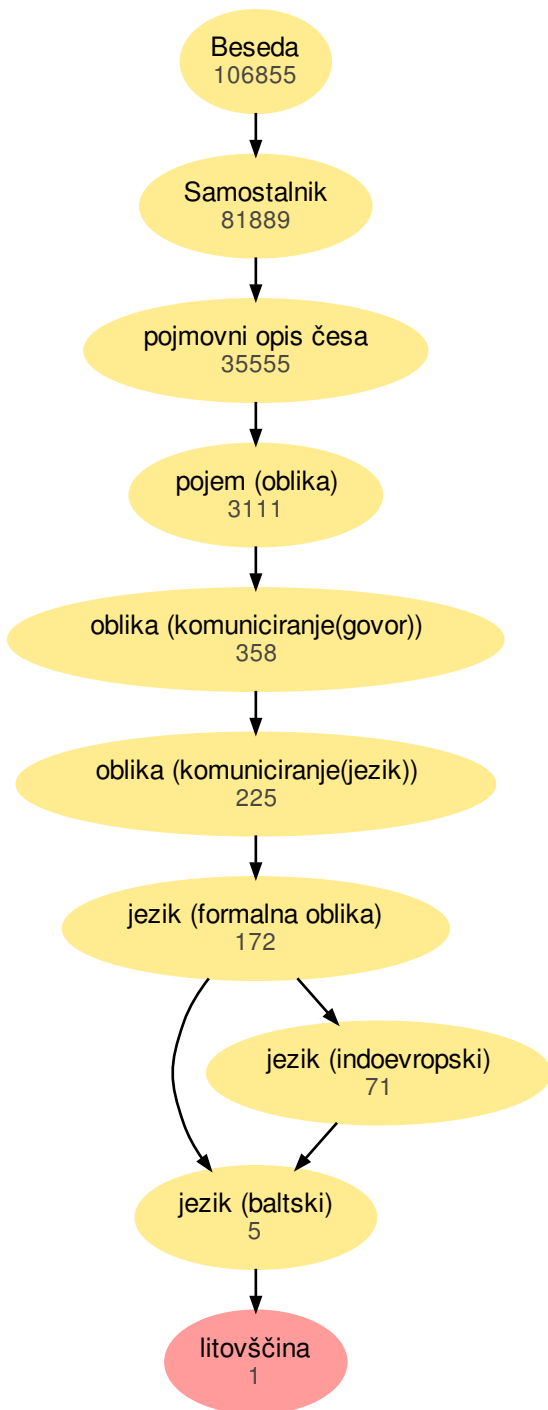 Beseda
106855
Samostalnik
81889
pojmovni opis česa
35555
pojem (oblika)
3111
oblika (komuniciranje(govor))
358
oblika (komuniciranje(jezik))
225
jezik (formalna oblika)
172
jezik (indoevropski)
71
jezik (baltski)
5
litovščina
1